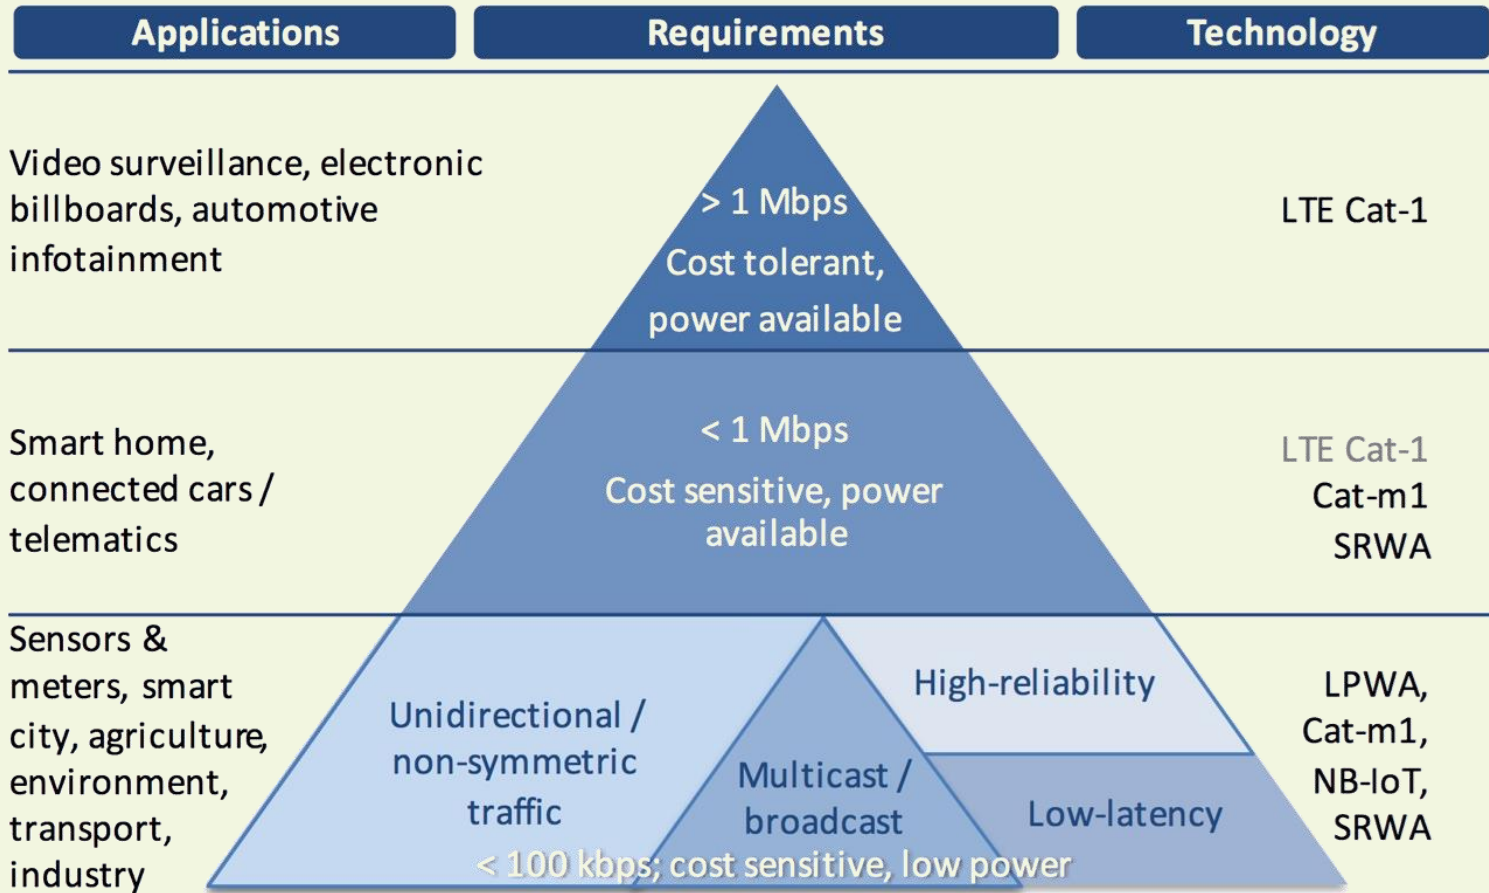 Applications
Requirements
Technology
Video surveillance, electronic
billboards, automotive
infotainment
> 1 Mbps
Cost tolerant,
power available
LTE Cat-1
Smart home,
connected cars /
telematics
< 1 Mbps
Cost sensitive, power
available
LTE Cat-1
Cat-m1
SRWA
Sensors &
meters, smart
city, agriculture,
environment,
transport,
industry
Unidirectional /
non-symmetric
traffic
Multicast /
broadcast
High-reliability
Low-latency
< 100 kbps; cost sensitive, low power
LPWA,
Cat-m1,
NB-IoT,
SRWA